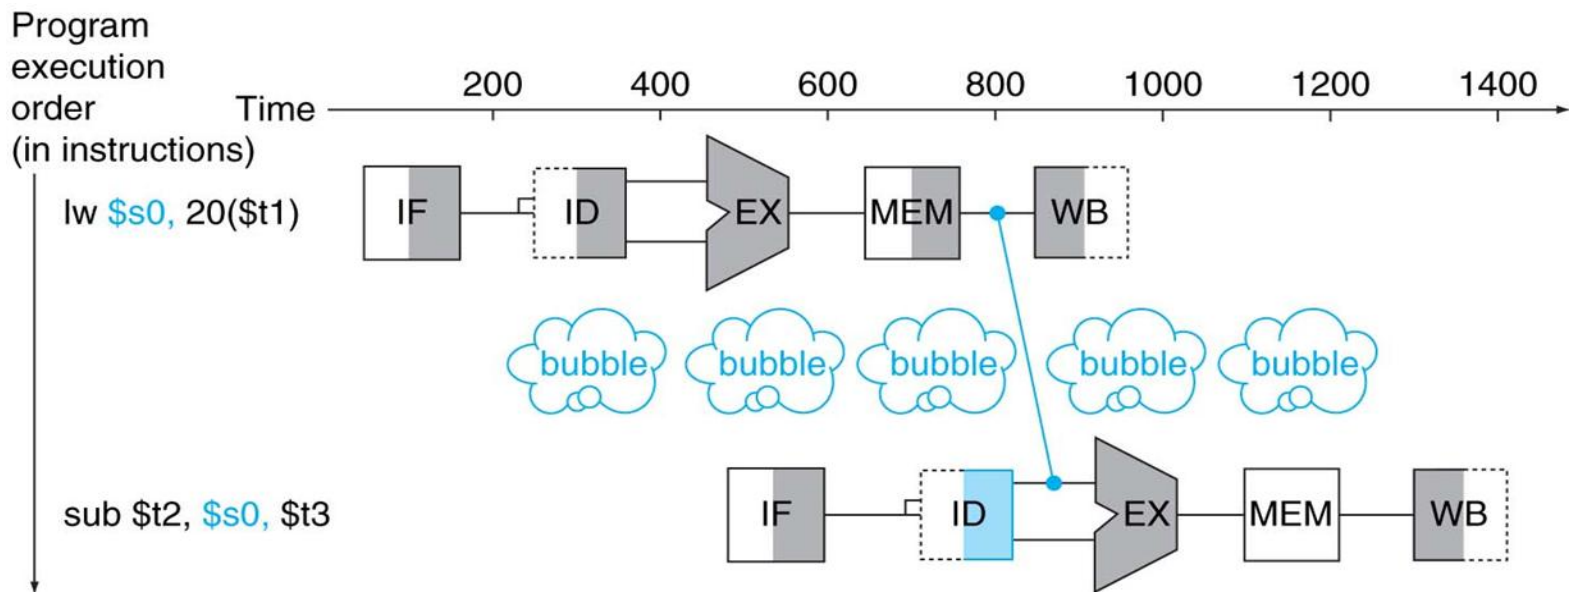 Program
execution
order
(in instructions)
Time
200 400 600 800 1000 1200 1400
lw $s0, 20($t1)
IF ID EX MEM WB
bubble bubble bubble bubble bubble
sub $t2, $s0, $t3
IF ID EX MEM WB